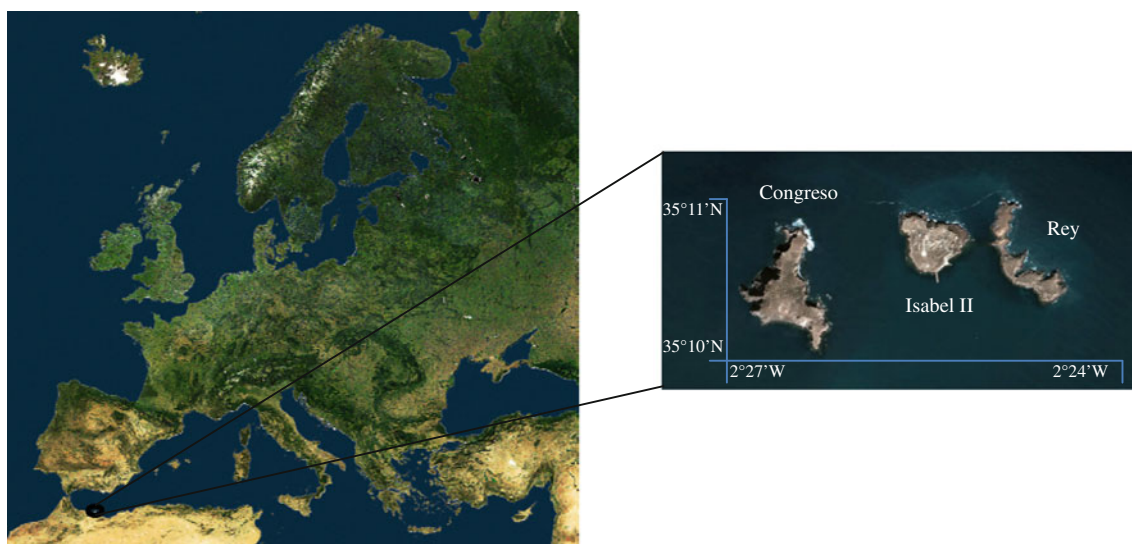 Congreso
35°11’N
Rey
Isabel II
35°10’N
2°27’W
2°24’W